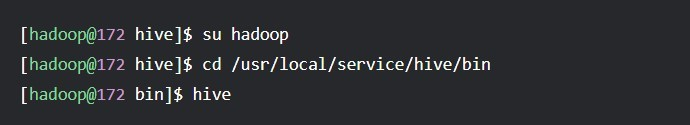 [hadoop@172 hive]$ su hadoop
[hadoop@172 hive]$ cd /usr/local/service/hive/bin
[hadoop@172 bin]$ hive